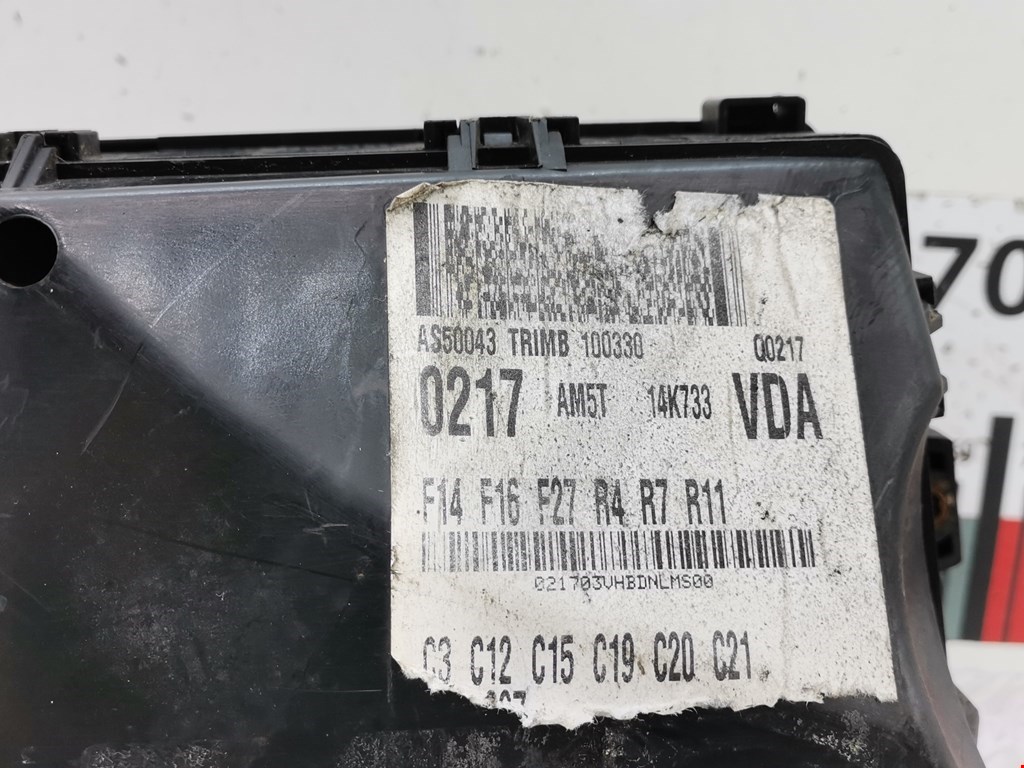 AS50043 TRIMB 100330 Q0217
0217 AM5T 14K733 VDA
F14 F16 F27 R4 R7 R11
021703VHBDNLMS00
C3 C12 C15 C19 C20 C21
70